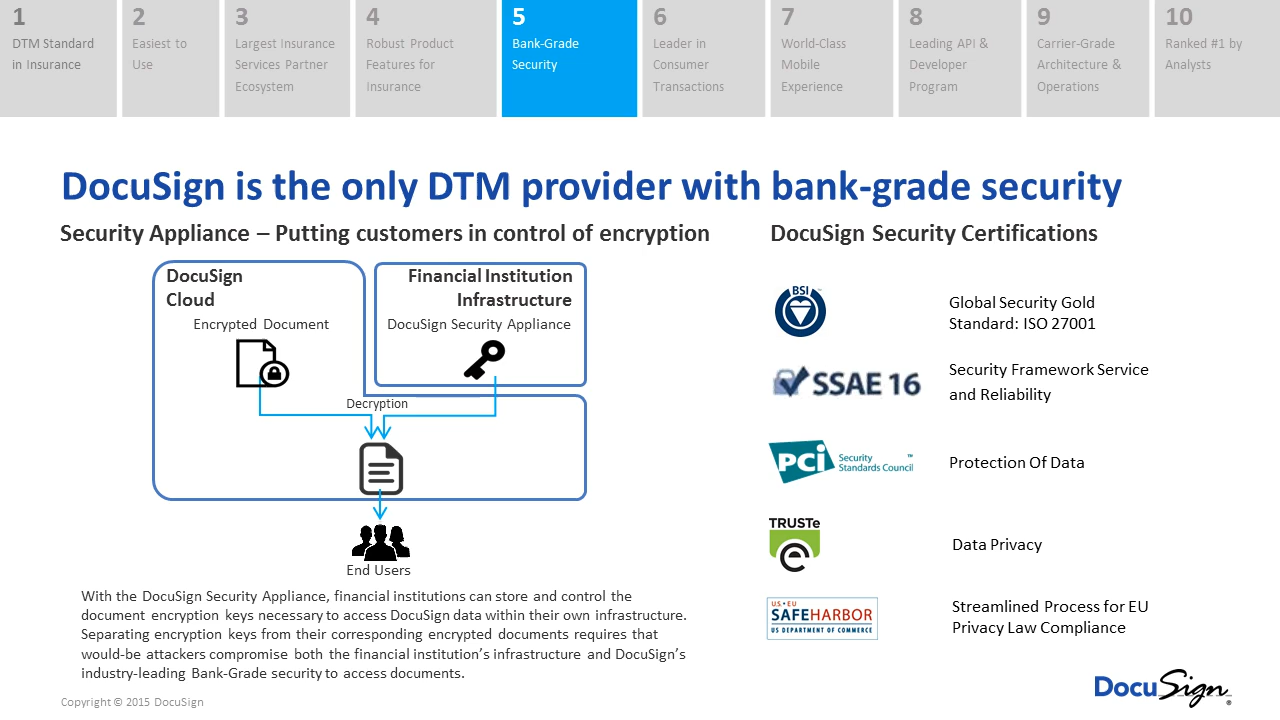 1
DTM Standard
in Insurance
2
Easiest to
Use
3
Largest Insurance
Services Partner
Ecosystem
4
Robust Product
Features for
Insurance
5
Bank-Grade
Security
6
Leader in
Consumer
Transactions
7
World-Class
Mobile
Experience
8
Leading API &
Developer
Program
9
Carrier-Grade
Architecture &
Operations
10
Ranked #1 by
Analysts
DocuSign is the only DTM provider with bank-grade security
Security Appliance – Putting customers in control of encryption
DocuSign
Cloud
Encrypted Document
Financial Institution
Infrastructure
DocuSign Security Appliance
Decryption
End Users
With the DocuSign Security Appliance, financial institutions can store and control the
document encryption keys necessary to access DocuSign data within their own infrastructure.
Separating encryption keys from their corresponding encrypted documents requires that
would-be attackers compromise both the financial institution’s infrastructure and DocuSign’s
industry-leading Bank-Grade security to access documents.
DocuSign Security Certifications
BSI™
Global Security Gold
Standard: ISO 27001
SSAE 16
Security Framework Service
and Reliability
PCi Security
Standards Council™
Protection Of Data
TRUSTe
e
Data Privacy
US·EU
SAFEHARBOR
US DEPARTMENT OF COMMERCE
Streamlined Process for EU
Privacy Law Compliance
Copyright © 2015 DocuSign
DocuSign®